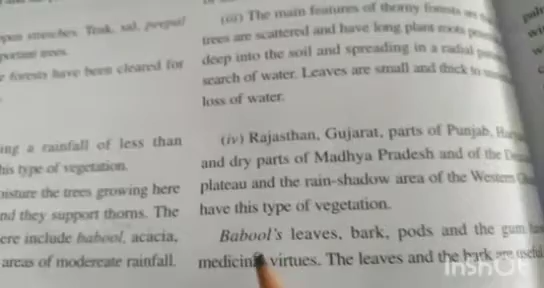 open stretches. Teak, sal, peepal
trees.
forests have been cleared for
ing a rainfall of less than
his type of vegetation.
moisture the trees growing here
nd they support thorns. The
ere include babool, acacia,
areas of modereate rainfall.
(iii) The main features of thorny forests are
trees are scattered and have long plant roots
deep into the soil and spreading in a radial
search of water. Leaves are small and thick to
loss of water.
(iv) Rajasthan, Gujarat, parts of Punjab,
and dry parts of Madhya Pradesh and of the
plateau and the rain-shadow area of the Western
have this type of vegetation.
Babool's leaves, bark, pods and the gum
medicinal virtues. The leaves and the bark are useful
InShOt